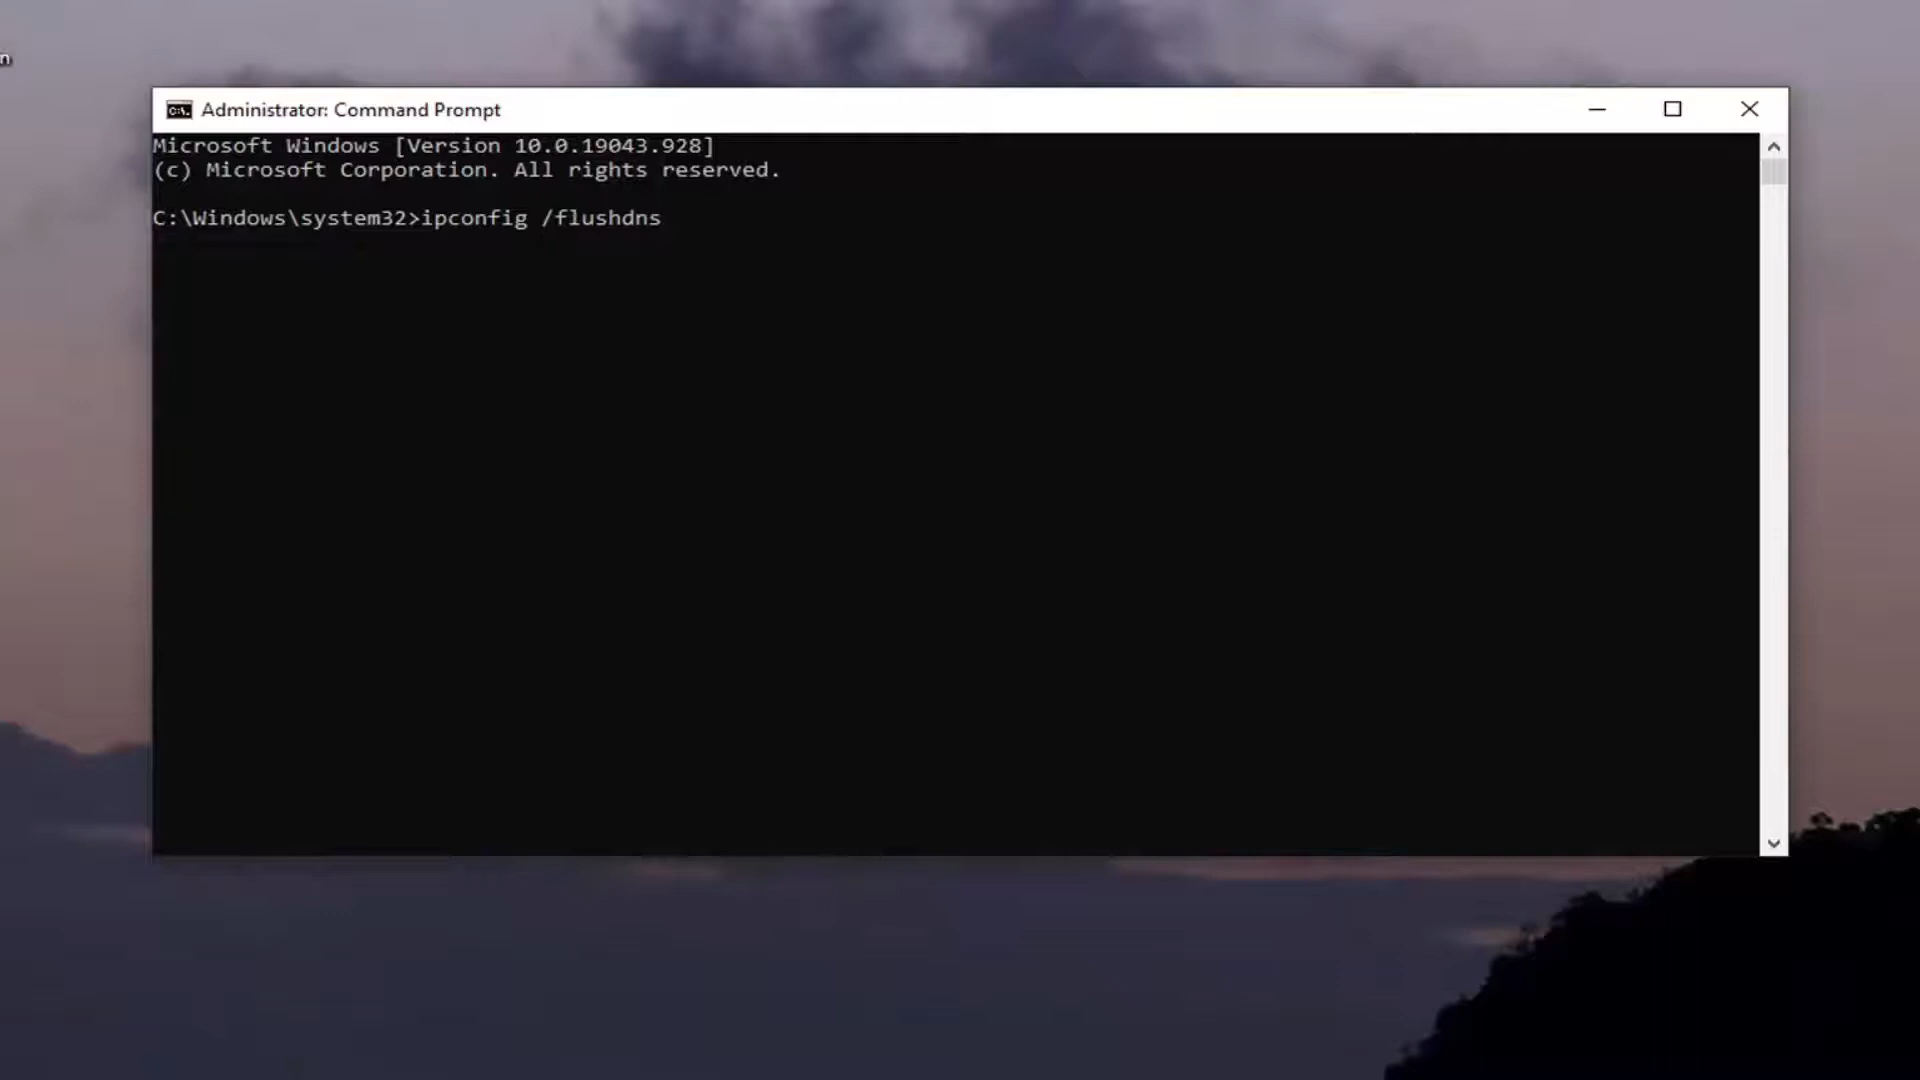 n
Administrator: Command Prompt
Microsoft Windows [Version 10.0.19043.928]
(c) Microsoft Corporation. All rights reserved.
C:\Windows\system32>ipconfig /flushdns